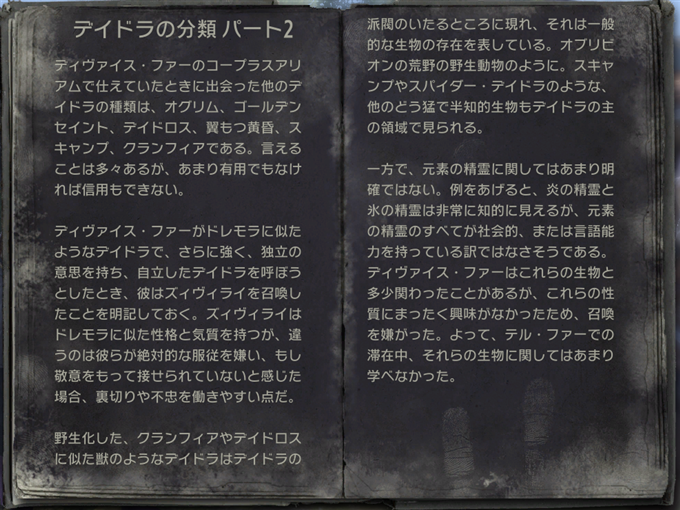 デイドラの分類 パート2
ディヴァイス・ファーのコープラスアリ
アムで仕えていたときに出会った他のデ
イドラの種類は、オグリム、ゴールデン
セイント、デイドロス、翼もつ黄昏、ス
キャンプ、クランフィアである。言える
ことは多々あるが、あまり有用でもなけ
れば信用もできない。
ディヴァイス・ファーがドレモラに似た
ようなデイドラで、さらに強く、独立の
意思を持ち、自立したデイドラを呼ぼう
としたとき、彼はズィヴィライを召喚し
たことを明記しておく。ズィヴィライは
ドレモラに似た性格と気質を持つが、違
うのは彼らが絶対的な服従を嫌い、もし
敬意をもって接せられていないと感じた
場合、裏切りや不忠を働きやすい点だ。
野生化した、クランフィアやデイドロス
に似た獣のようなデイドラはデイドラの
派閥のいたるところに現れ、それは一般
的な生物の存在を表している。オブリビ
オンの荒野の野生動物のように。スキャ
ンプやスパイダー・デイドラのような、
他のどう猛で半知的生物もデイドラの主
の領域で見られる。
一方で、元素の精霊に関してはあまり明
確ではない。例をあげると、炎の精霊と
氷の精霊は非常に知的に見えるが、元素
の精霊のすべてが社会的、または言語能
力を持っている訳ではなさそうである。
ディヴァイス・ファーはこれらの生物と
多少関わったことがあるが、これらの性
質にまったく興味がなかったため、召喚
を嫌がった。よって、テル・ファーでの
滞在中、それらの生物に関してはあまり
学べなかった。